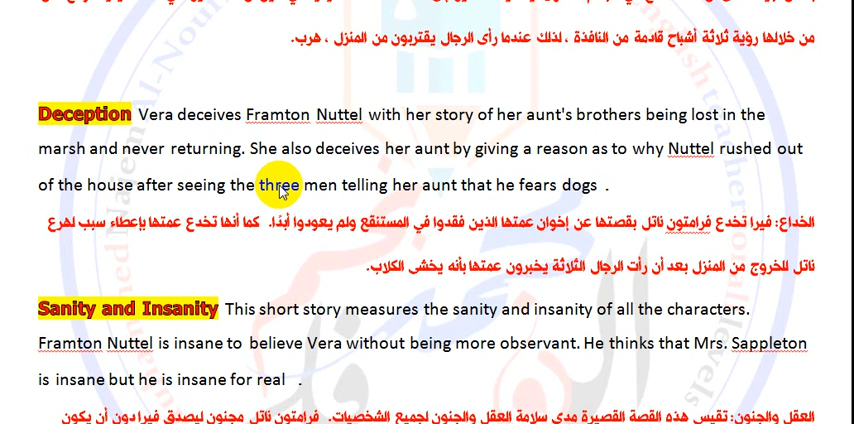 من خلالها رؤية ثلاثة أشباح قادمة من النافذة ، لذلك عندما رأى الرجال يقتربون من المنزل ، هرب.
Deception Vera deceives Framton Nuttel with her story of her aunt's brothers being lost in the
marsh and never returning. She also deceives her aunt by giving a reason as to why Nuttel rushed out
of the house after seeing the three men telling her aunt that he fears dogs .
الخداع: فيرا تخدع فرامتون ناتل بقصتها عن إخوان عمتها الذين فقدوا في المستنقع ولم يعودوا أبدًا. كما أنها تخدع عمتها بإعطاء سبب لهرع
ناتل للخروج من المنزل بعد أن رأت الرجال الثلاثة يخبرون عمتها بأنه يخشى الكلاب.
Sanity and Insanity This short story measures the sanity and insanity of all the characters.
Framton Nuttel is insane to believe Vera without being more observant. He thinks that Mrs. Sappleton
is insane but he is insane for real .
العقل والجنون: تقيس هذه القصة القصيرة مدى سلامة العقل والجنون لجميع الشخصيات. فرامتون ناتل مجنون ليصدق فيرا دون أن يكون